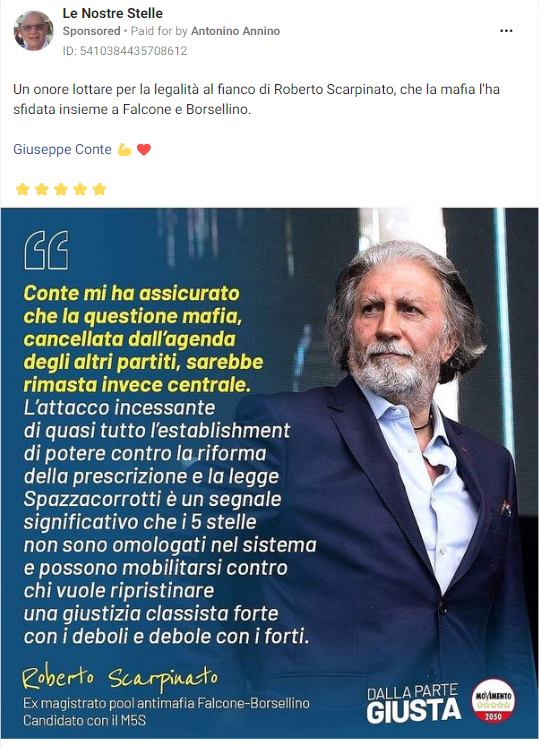 Le Nostre Stelle
Sponsored • Paid for by Antonino Annino
ID: 5410384435708612
Un onore lottare per la legalità al fianco di Roberto Scarpinato, che la mafia l'ha
sfidata insieme a Falcone e Borsellino.
Giuseppe Conte 💪 ❤️
⭐⭐⭐⭐⭐
Conte mi ha assicurato
che la questione mafia,
cancellata dall'agenda
degli altri partiti, sarebbe
rimasta invece centrale.
L'attacco incessante
di quasi tutto l'establishment
di potere contro la riforma
della prescrizione e la legge
Spazzacorrotti è un segnale
significativo che i 5 stelle
non sono omologati nel sistema
e possono mobilitarsi contro
chi vuole ripristinare
una giustizia classista forte
con i deboli e debole con i forti.
Roberto Scarpinato
Ex magistrato pool antimafia Falcone-Borsellino
Candidato con il M5S
DALLA PARTE
GIUSTA
MOVIMENTO
2050